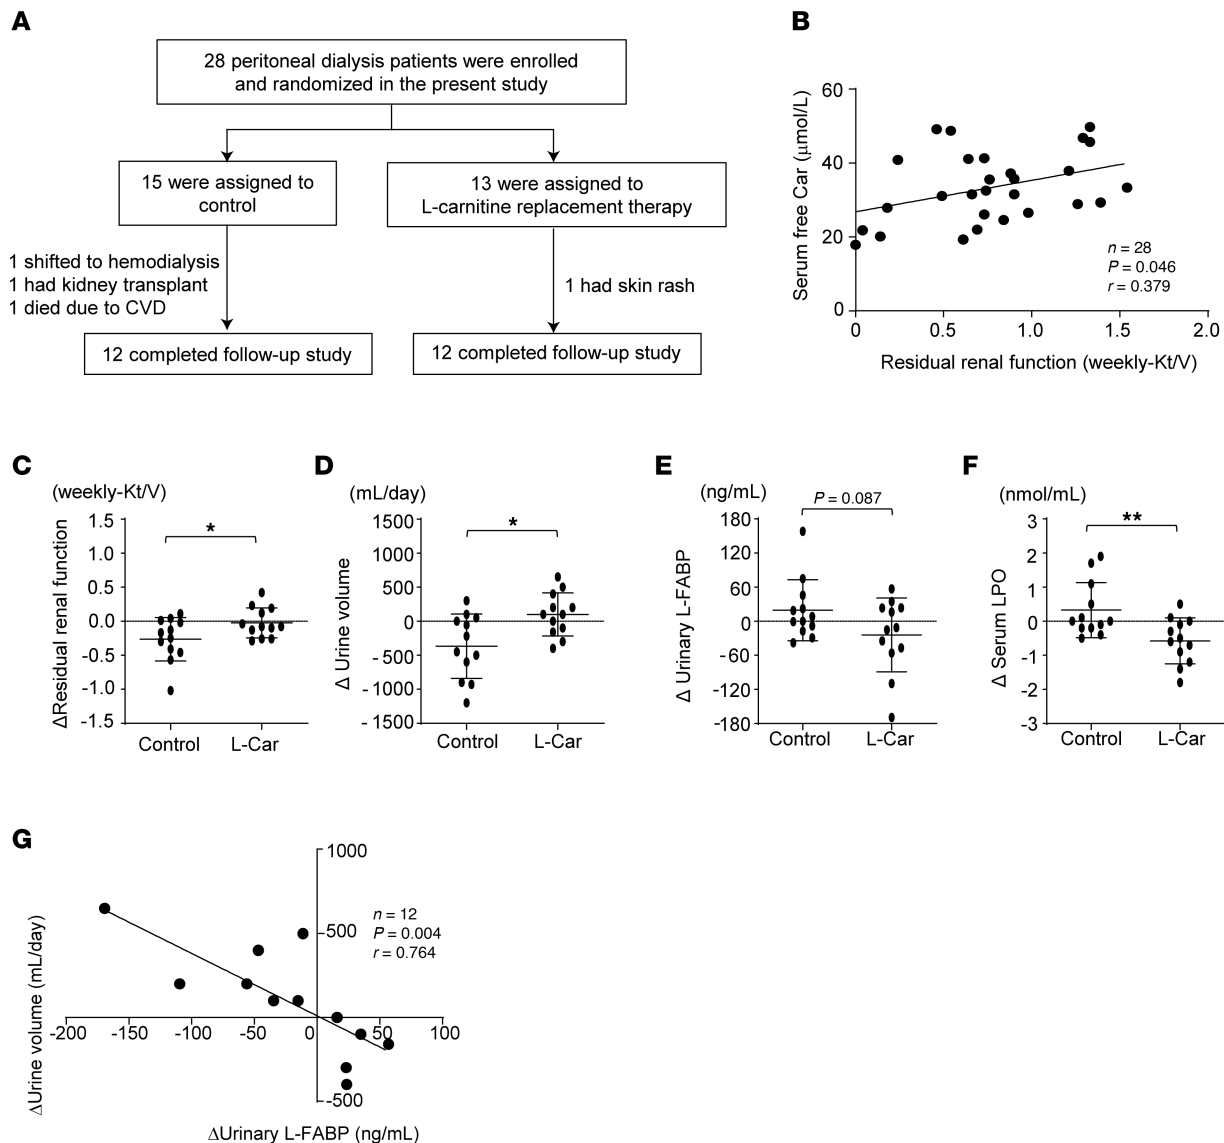 A
28 peritoneal dialysis patients were enrolled
and randomized in the present study
15 were assigned to
control
13 were assigned to
L-carnitine replacement therapy
1 shifted to hemodialysis
1 had kidney transplant
1 died due to CVD
1 had skin rash
12 completed follow-up study
12 completed follow-up study
B
Serum free Car (μmol/L)
60
40
20
0
n = 28
P = 0.046
r = 0.379
0 0.5 1.0 1.5 2.0
Residual renal function (weekly-Kt/V)
C
(weekly-Kt/V)
ΔResidual renal function
1.5
1.0
0.5
0.0
-0.5
-1.0
-1.5
*
Control L-Car
D
(mL/day)
Δ Urine volume
1500
1000
500
0
-500
-1000
-1500
*
Control L-Car
E
(ng/mL)
Δ Urinary L-FABP
180
120
60
0
-60
-120
-180
P = 0.087
Control L-Car
F
(nmol/mL)
Δ Serum LPO
3
2
1
0
-1
-2
-3
**
Control L-Car
G
ΔUrine volume (mL/day)
1000
500
-500
n = 12
P = 0.004
r = 0.764
-200 -150 -100 -50 0 50 100
ΔUrinary L-FABP (ng/mL)